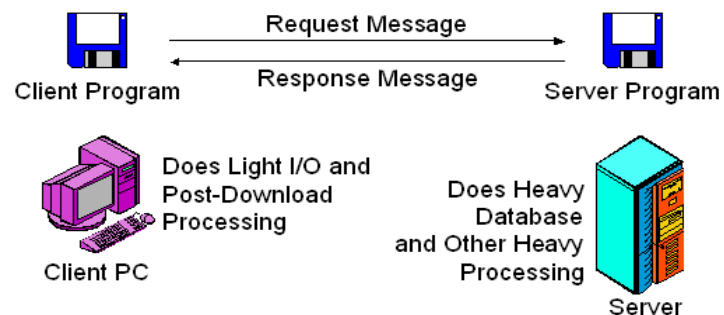 Request Message
Response Message
Client Program
Server Program
Does Light I/O and
Post-Download
Processing
Client PC
Does Heavy
Database
and Other Heavy
Processing
Server